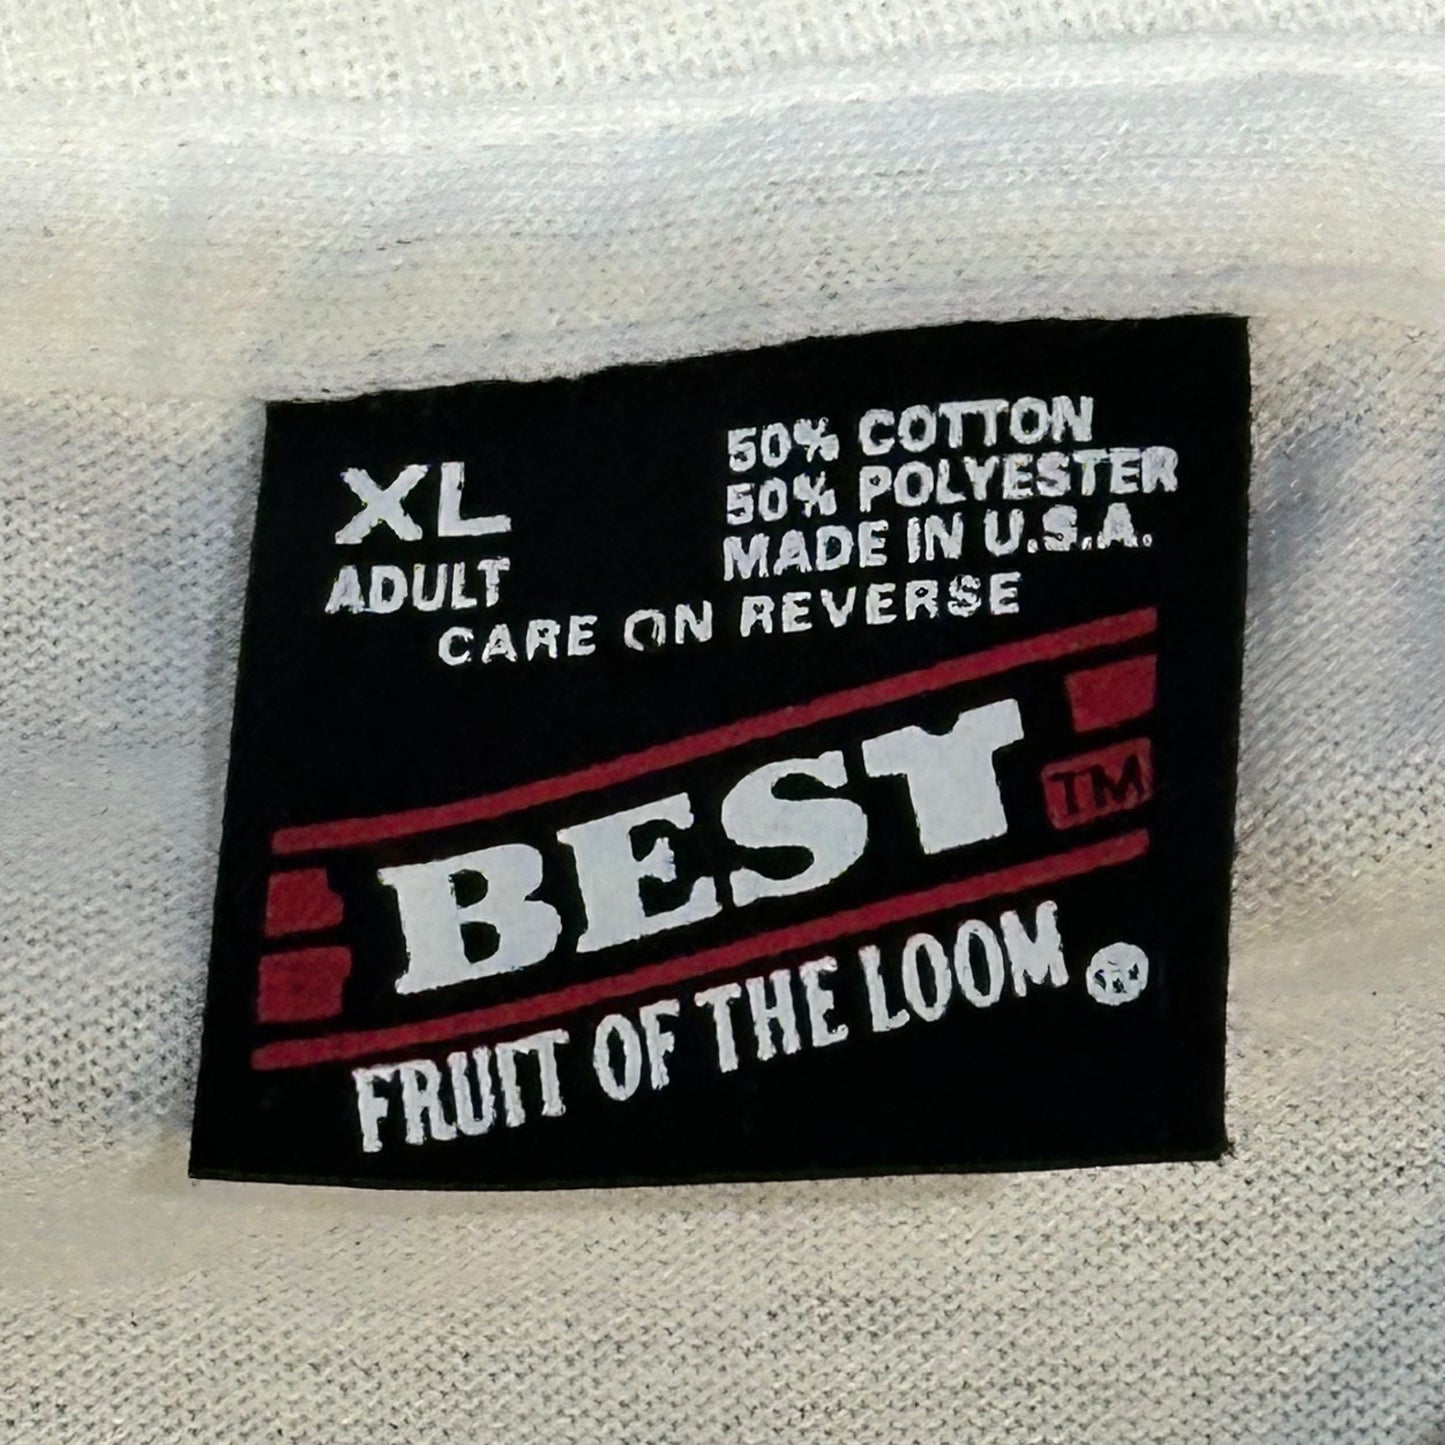 XL
ADULT
50% COTTON
50% POLYESTER
MADE IN U.S.A.
CARE ON REVERSE
BEST
TM
FRUIT OF THE LOOM